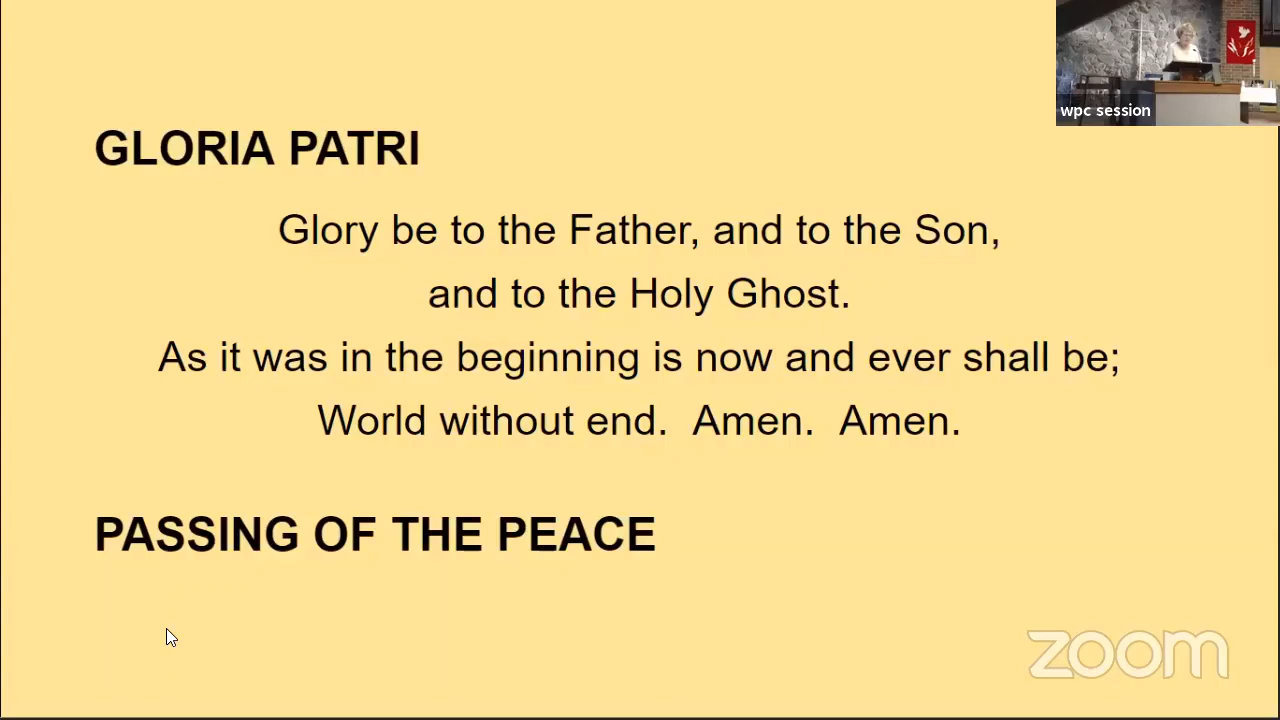 wpc session
GLORIA PATRI
Glory be to the Father, and to the Son,
and to the Holy Ghost.
As it was in the beginning is now and ever shall be;
World without end.  Amen.  Amen.
PASSING OF THE PEACE
zoom